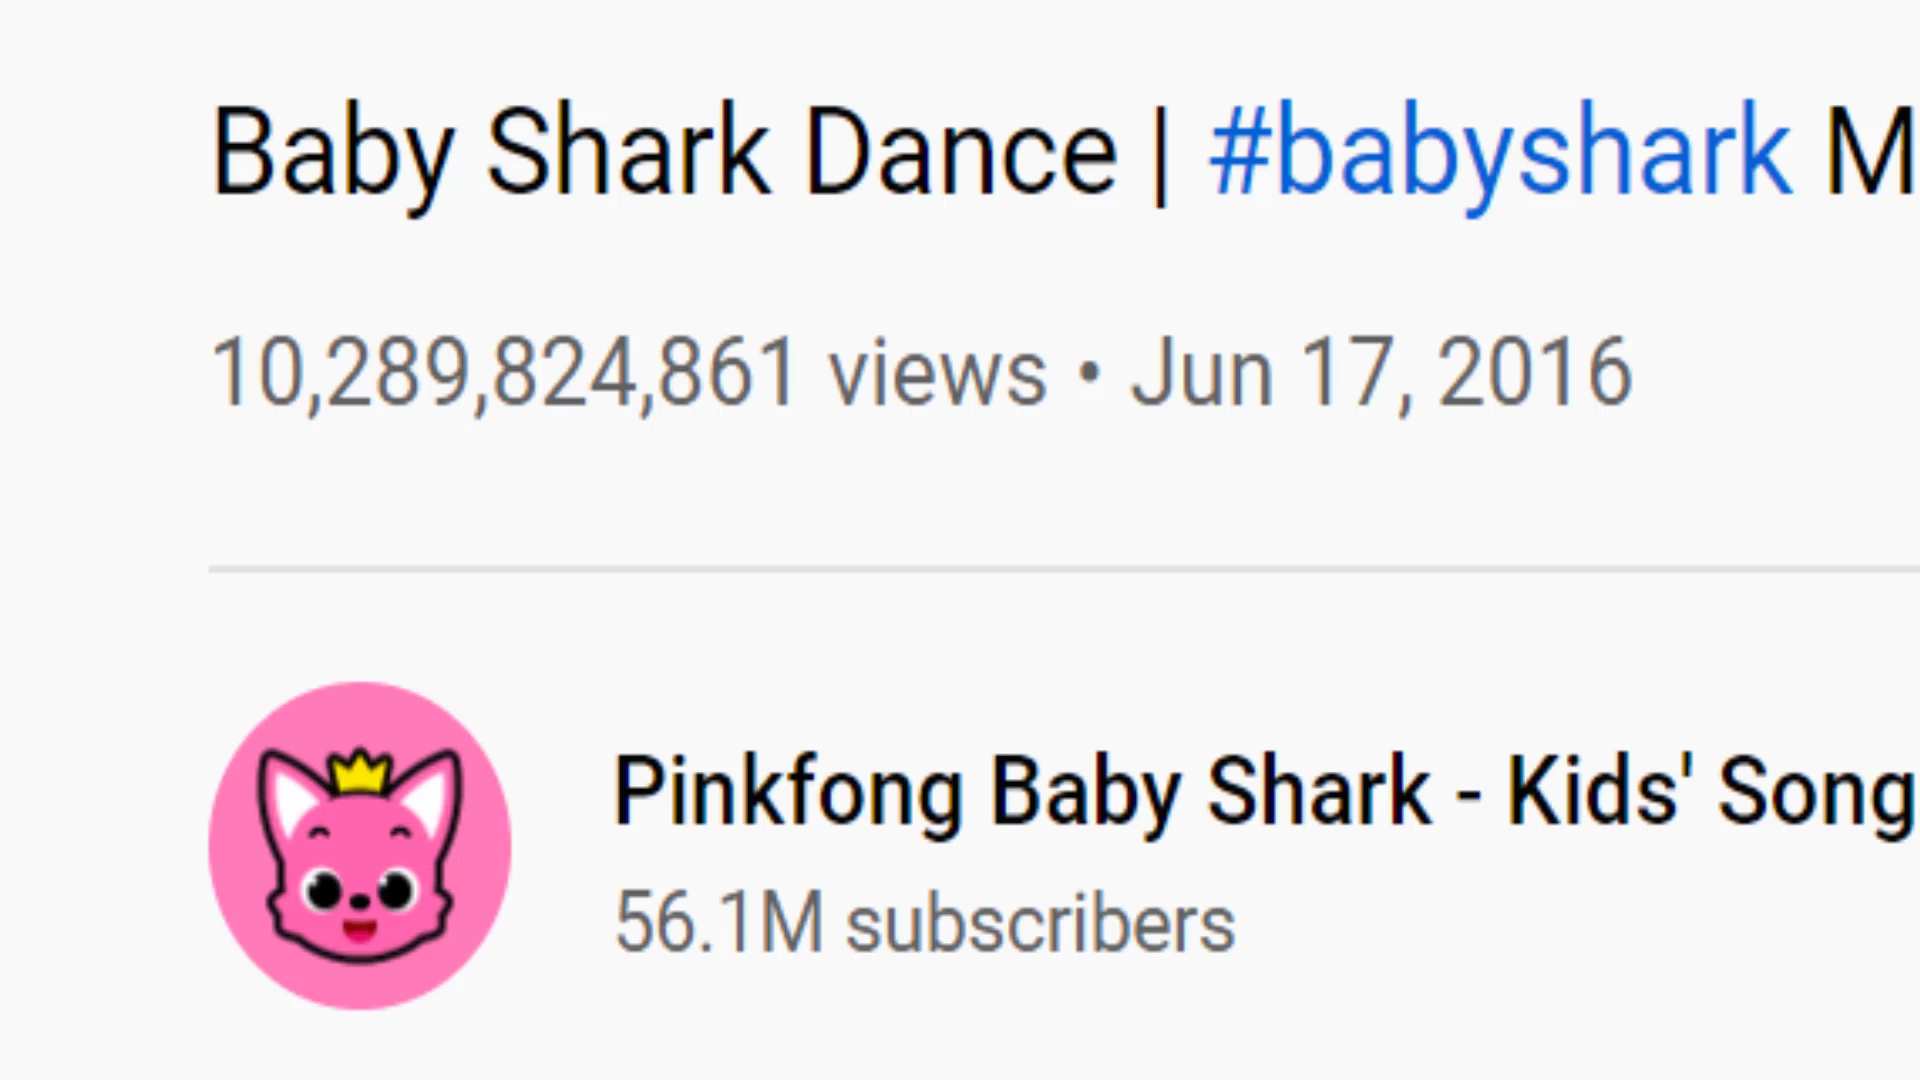 Baby Shark Dance | #babyshark M
10,289,824,861 views • Jun 17, 2016
Pinkfong Baby Shark - Kids' Song
56.1M subscribers